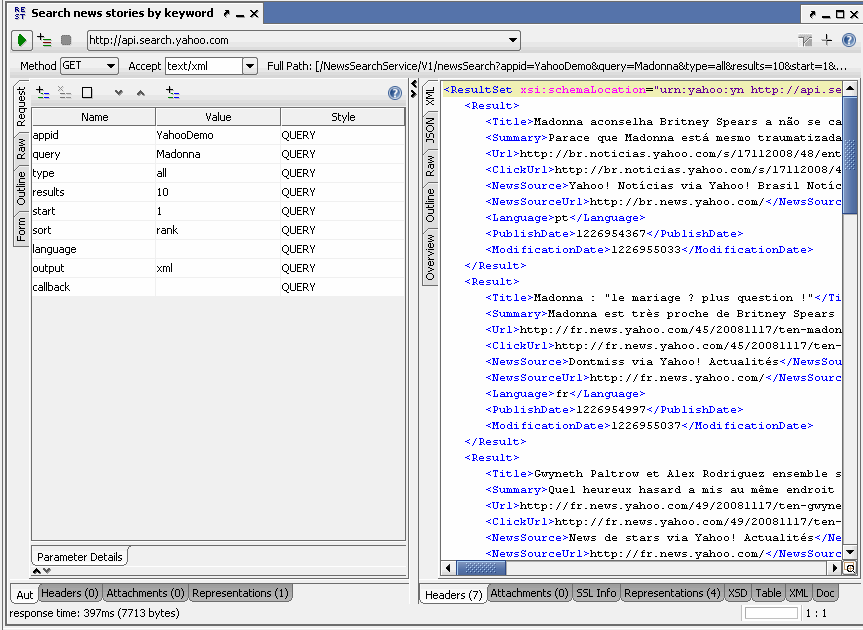 REST Search news stories by keyword
http://api.search.yahoo.com
Method GET Accept text/xml Full Path: [/NewsSearchService/V1/newsSearch?appid=YahooDemo&query=Madonna&type=all&results=10&start=1&...
Request
Raw
Outline
Form
Name Value Style
appid YahooDemo QUERY
query Madonna QUERY
type all QUERY
results 10 QUERY
start 1 QUERY
sort rank QUERY
language QUERY
output xml QUERY
callback QUERY
Parameter Details
Aut Headers (0) Attachments (0) Representations (1)
response time: 397ms (7713 bytes)
XML
JSON
Raw
Outline
Overview
<ResultSet xsi:schemaLocation="urn:yahoo:yn http://api.se
<Result>
<Title>Madonna aconselha Britney Spears a não se ca
<Summary>Parace que Madonna está mesmo traumatizada
<Url>http://br.noticias.yahoo.com/s/17112008/48/ent
<ClickUrl>http://br.noticias.yahoo.com/s/17112008/4
<NewsSource>Yahoo! Notícias via Yahoo! Brasil Notíc
<NewsSourceUrl>http://br.news.yahoo.com/</NewsSourc
<Language>pt</Language>
<PublishDate>1226954367</PublishDate>
<ModificationDate>1226955033</ModificationDate>
</Result>
<Result>
<Title>Madonna : "le mariage ? plus question !"</Ti
<Summary>Madonna est très proche de Britney Spears
<Url>http://fr.news.yahoo.com/45/20081117/ten-madon
<ClickUrl>http://fr.news.yahoo.com/45/20081117/ten-
<NewsSource>Dontmiss via Yahoo! Actualités</NewsSou
<NewsSourceUrl>http://fr.news.yahoo.com/</NewsSourc
<Language>fr</Language>
<PublishDate>1226954997</PublishDate>
<ModificationDate>1226955037</ModificationDate>
</Result>
<Result>
<Title>Gwyneth Paltrow et Alex Rodriguez ensemble s
<Summary>Quel heureux hasard a mis au même endroit
<Url>http://fr.news.yahoo.com/49/20081117/ten-gwyne
<ClickUrl>http://fr.news.yahoo.com/49/20081117/ten-
<NewsSource>News de stars via Yahoo! Actualités</Ne
<NewsSourceUrl>http://fr.news.yahoo.com/</NewsSourc
Headers (7) Attachments (0) SSL Info Representations (4) XSD Table XML Doc
1 : 1